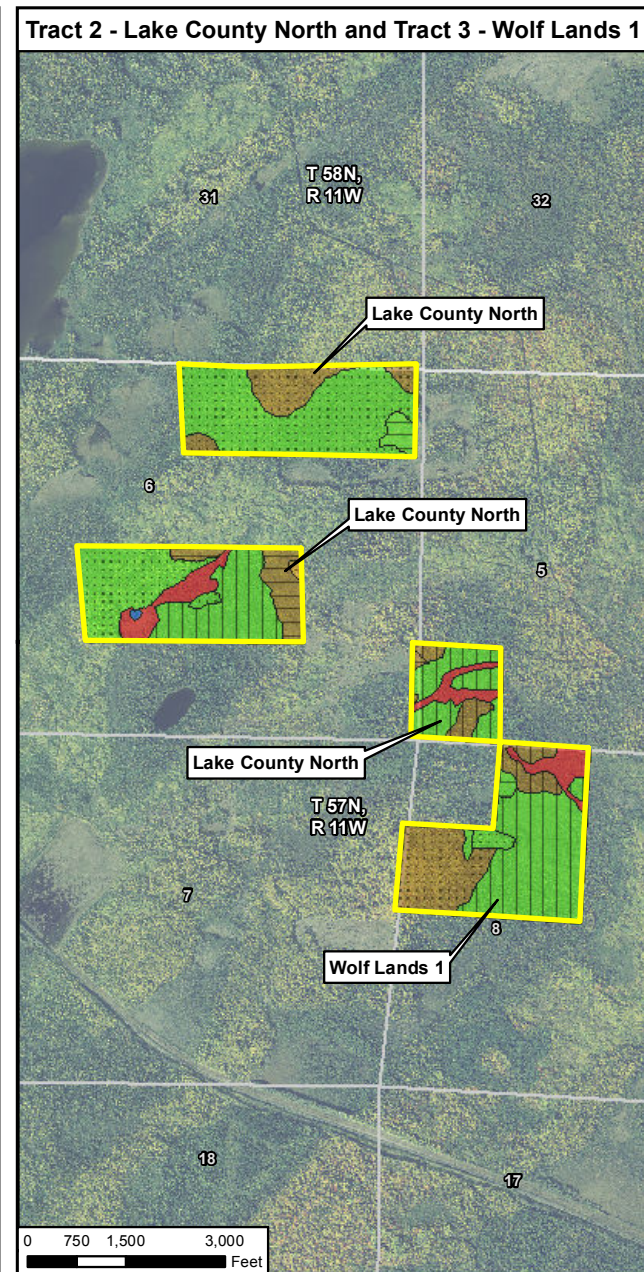 Tract 2 - Lake County North and Tract 3 - Wolf Lands 1
T 58N,
R 11W
31
32
Lake County North
6
Lake County North
5
Lake County North
T 57N,
R 11W
7
8
Wolf Lands 1
18
17
0 750 1,500 3,000
Feet